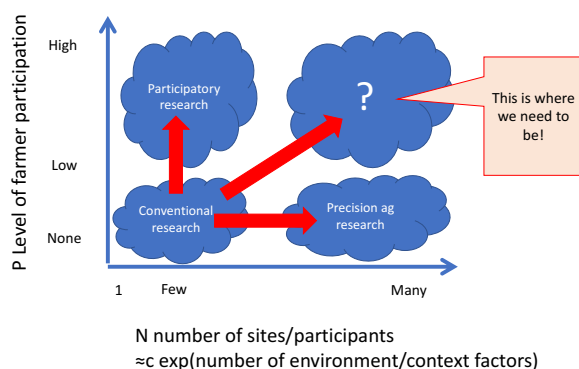 P Level of farmer participation
High
Low
None
Participatory
research
?
This is where
we need to
be!
Conventional
research
Precision ag
research
1
Few
Many
N number of sites/participants
≈c exp(number of environment/context factors)